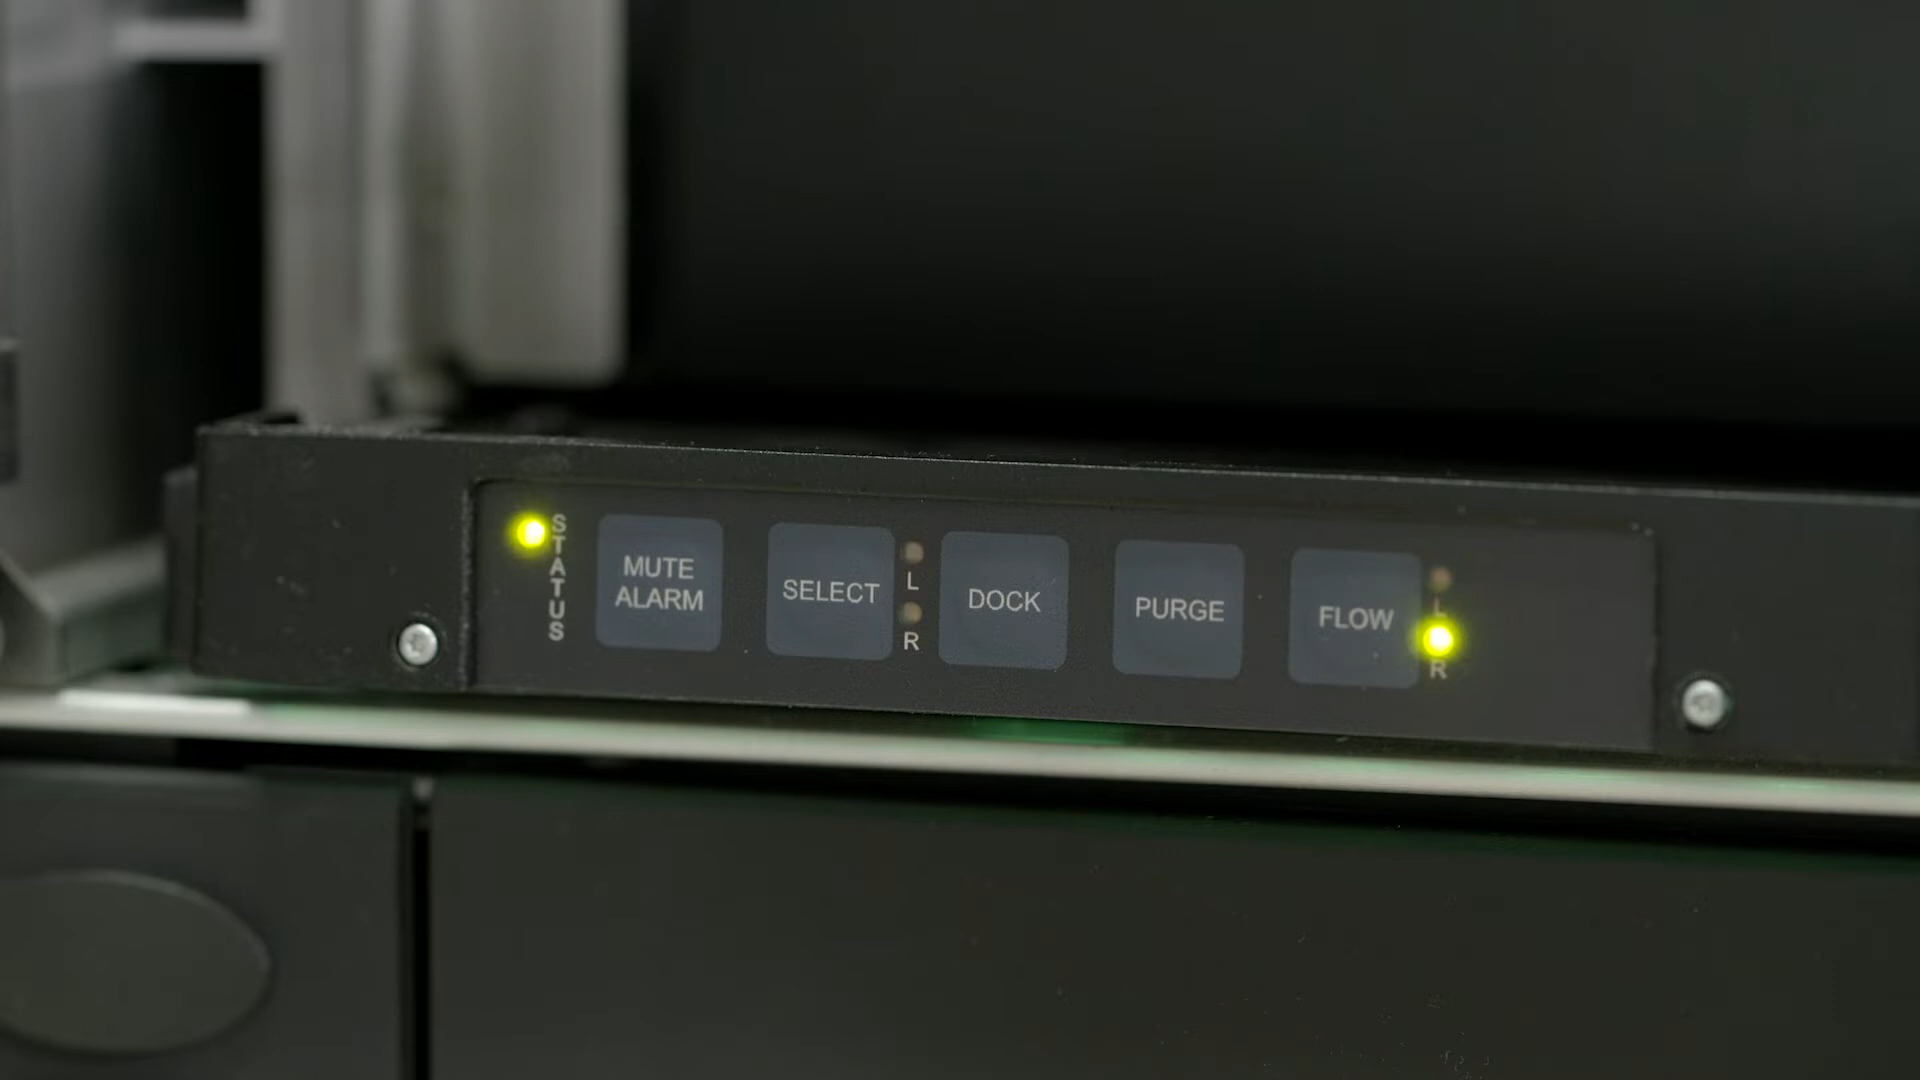 STATUS
MUTE
ALARM
SELECT
L
R
DOCK
PURGE
FLOW
L
R